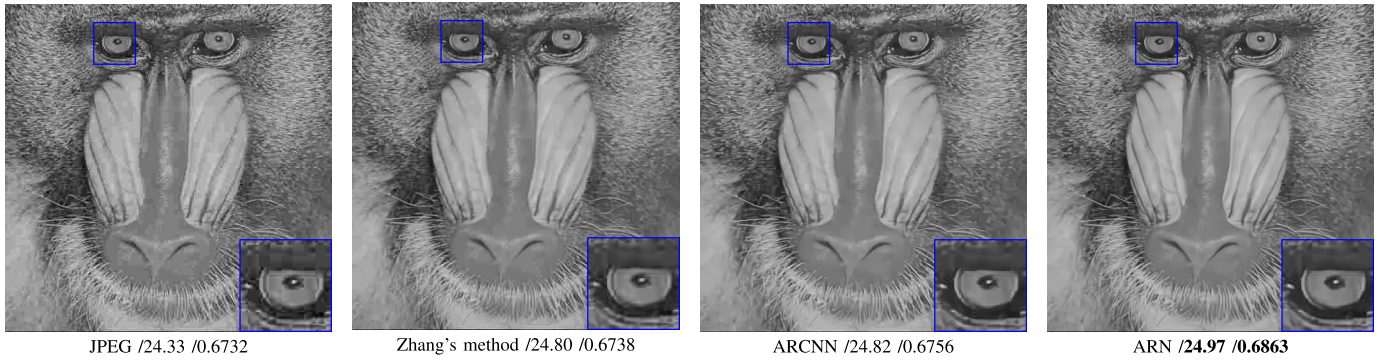 JPEG /24.33 /0.6732
Zhang's method /24.80 /0.6738
ARCNN /24.82 /0.6756
ARN /24.97 /0.6863